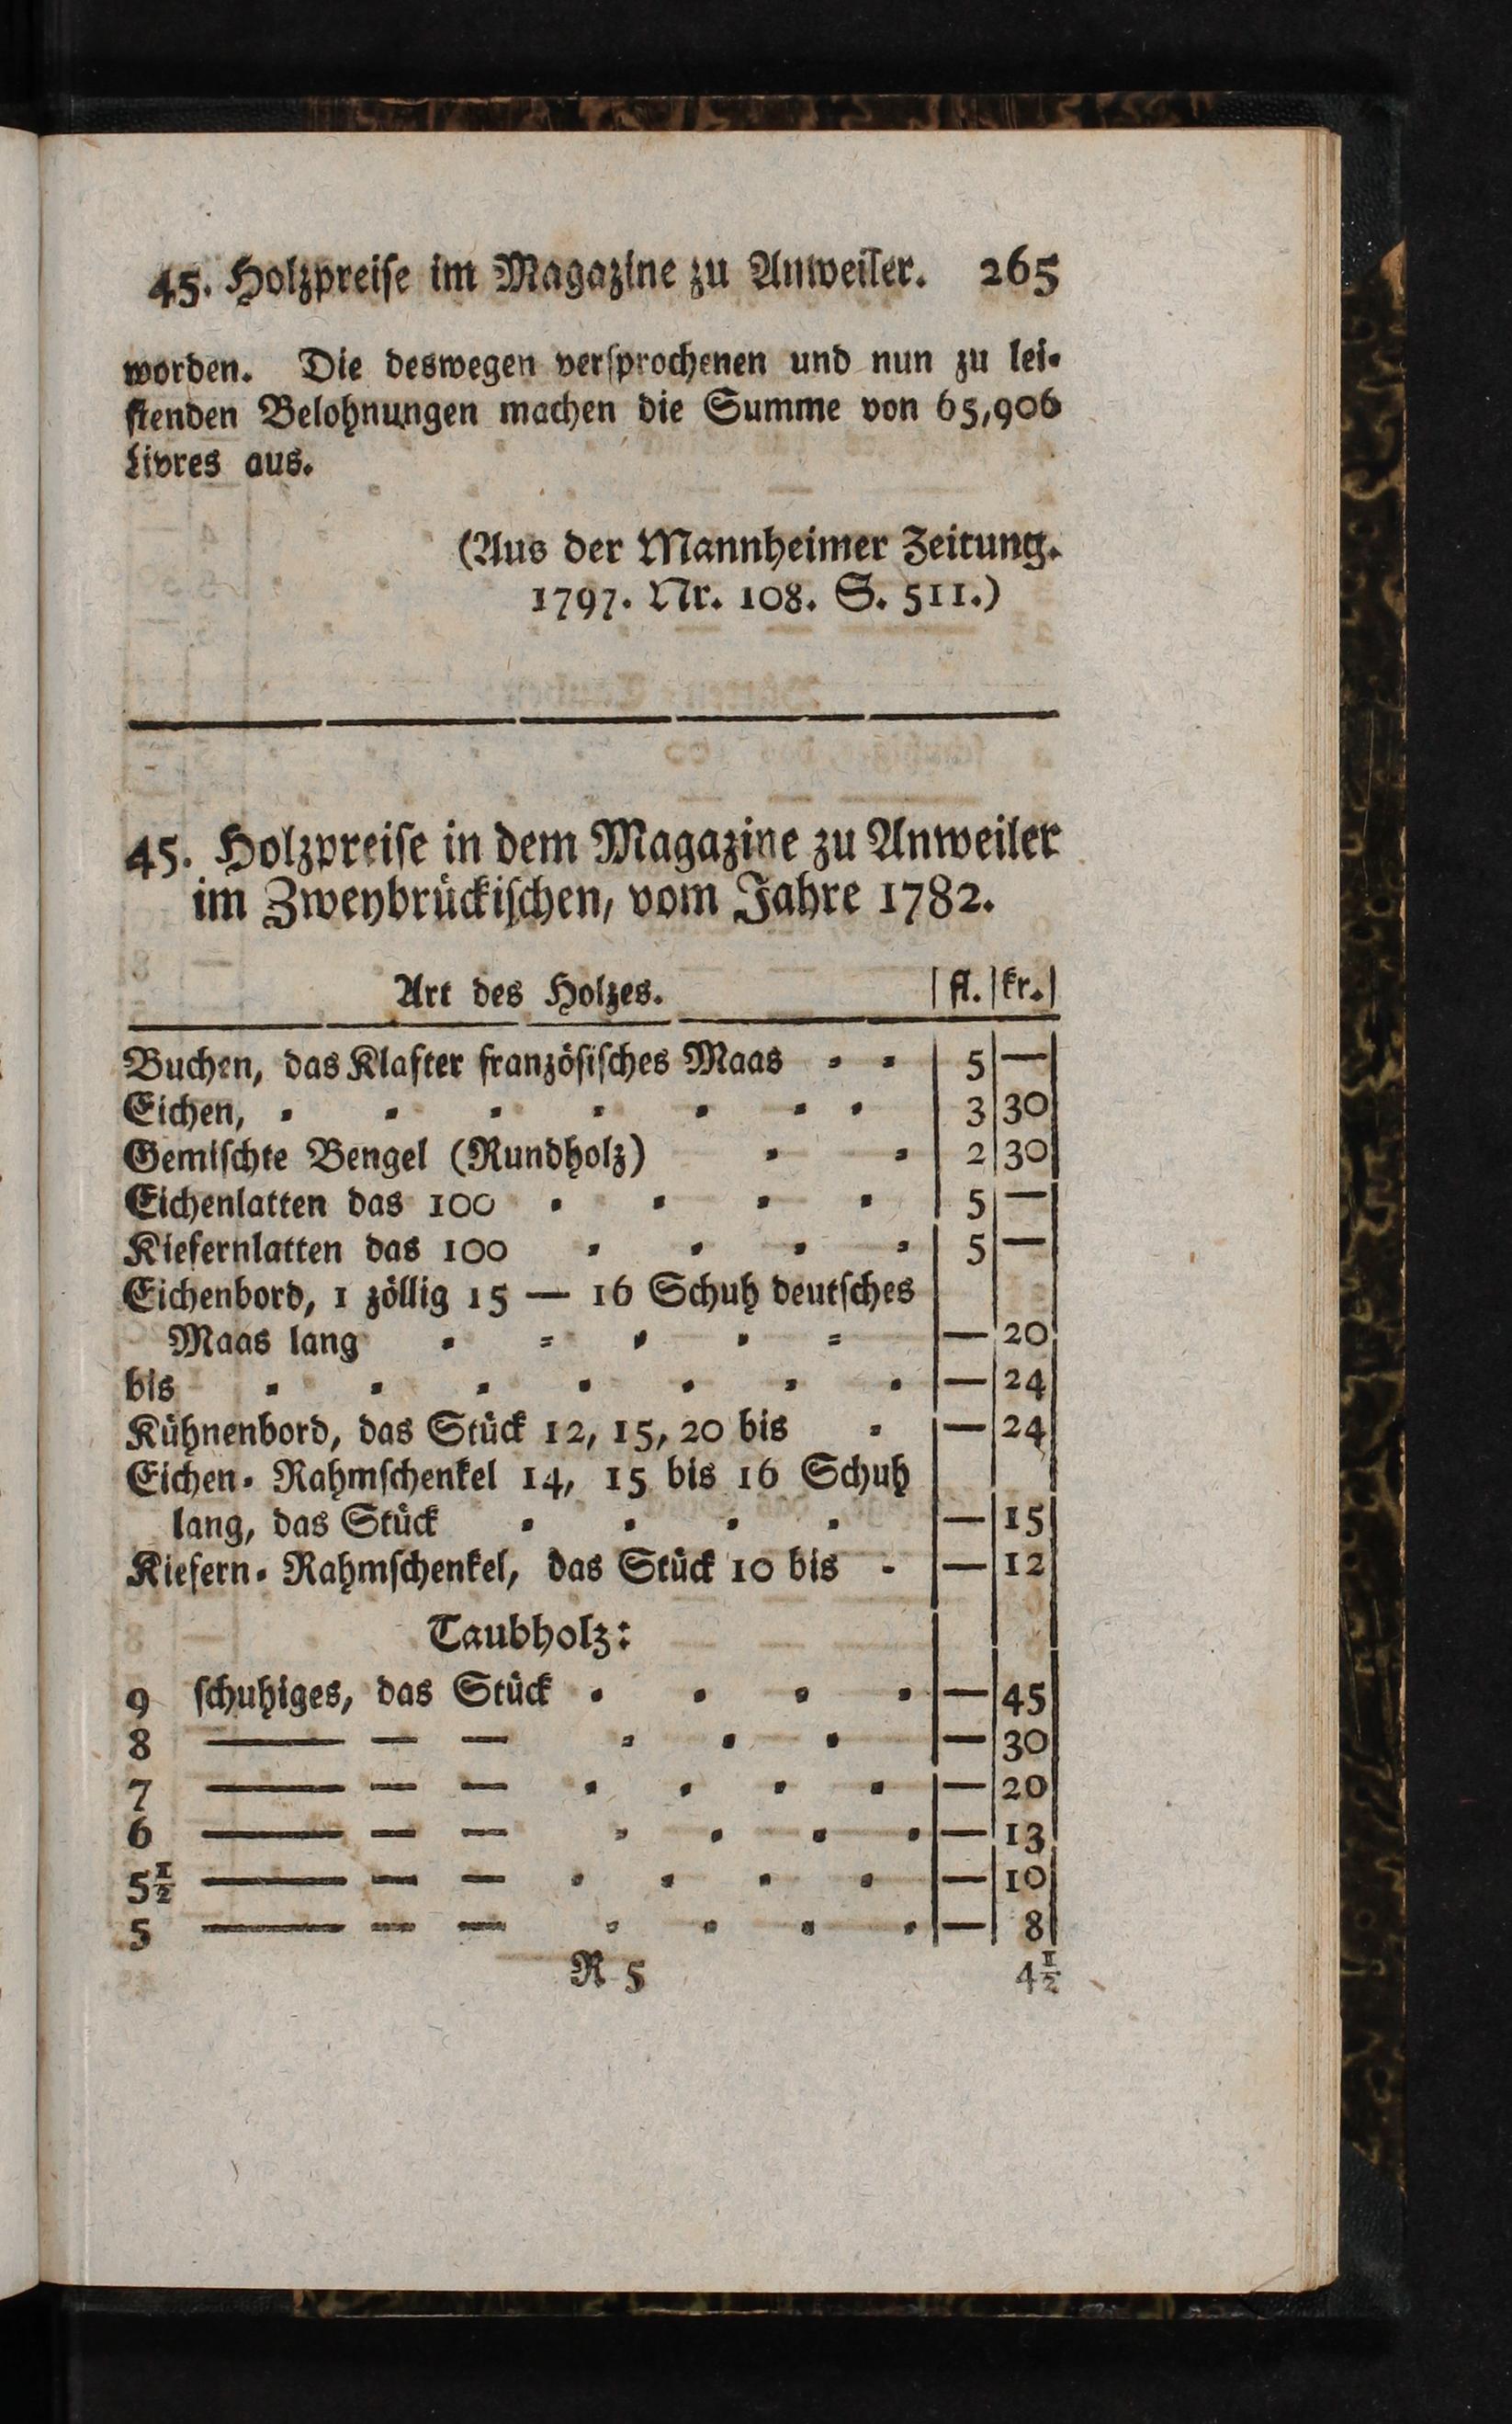 45. Holzpreise im Magazine zu Anweiler. 265
worden. Die deswegen versprochenen und nun zu lei-
stenden Belohnungen machen die Summe von 65,906
Livres aus.
(Aus der Mannheimer Zeitung.
1797. Nr. 108. S. 511.)
45. Holzpreise in dem Magazine zu Anweiler
im Zweybrückischen, vom Jahre 1782.
Art des Holzes. | fl. | kr. |
Buchen, das Klafter französisches Maas | 5 | —
Eichen, | 3 | 30
Gemischte Bengel (Rundholz) | 2 | 30
Eichenlatten das 100 | 5 | —
Kiefernlatten das 100 | 5 | —
Eichenbord, 1 zöllig 15 — 16 Schuh deutsches
Maas lang | — | 20
bis | — | 24
Kühnenbord, das Stück 12, 15, 20 bis | — | 24
Eichen-Rahmschenkel 14, 15 bis 16 Schuh
lang, das Stück | — | 15
Kiefern-Rahmschenkel, das Stück 10 bis | — | 12
Taubholz:
9 schuhiges, das Stück | — | 45
8 —— — — | — | 30
7 —— — — | — | 20
6 —— — — | — | 13
5½ —— — — | — | 10
5 —— — — | — | 8
R 5 4½